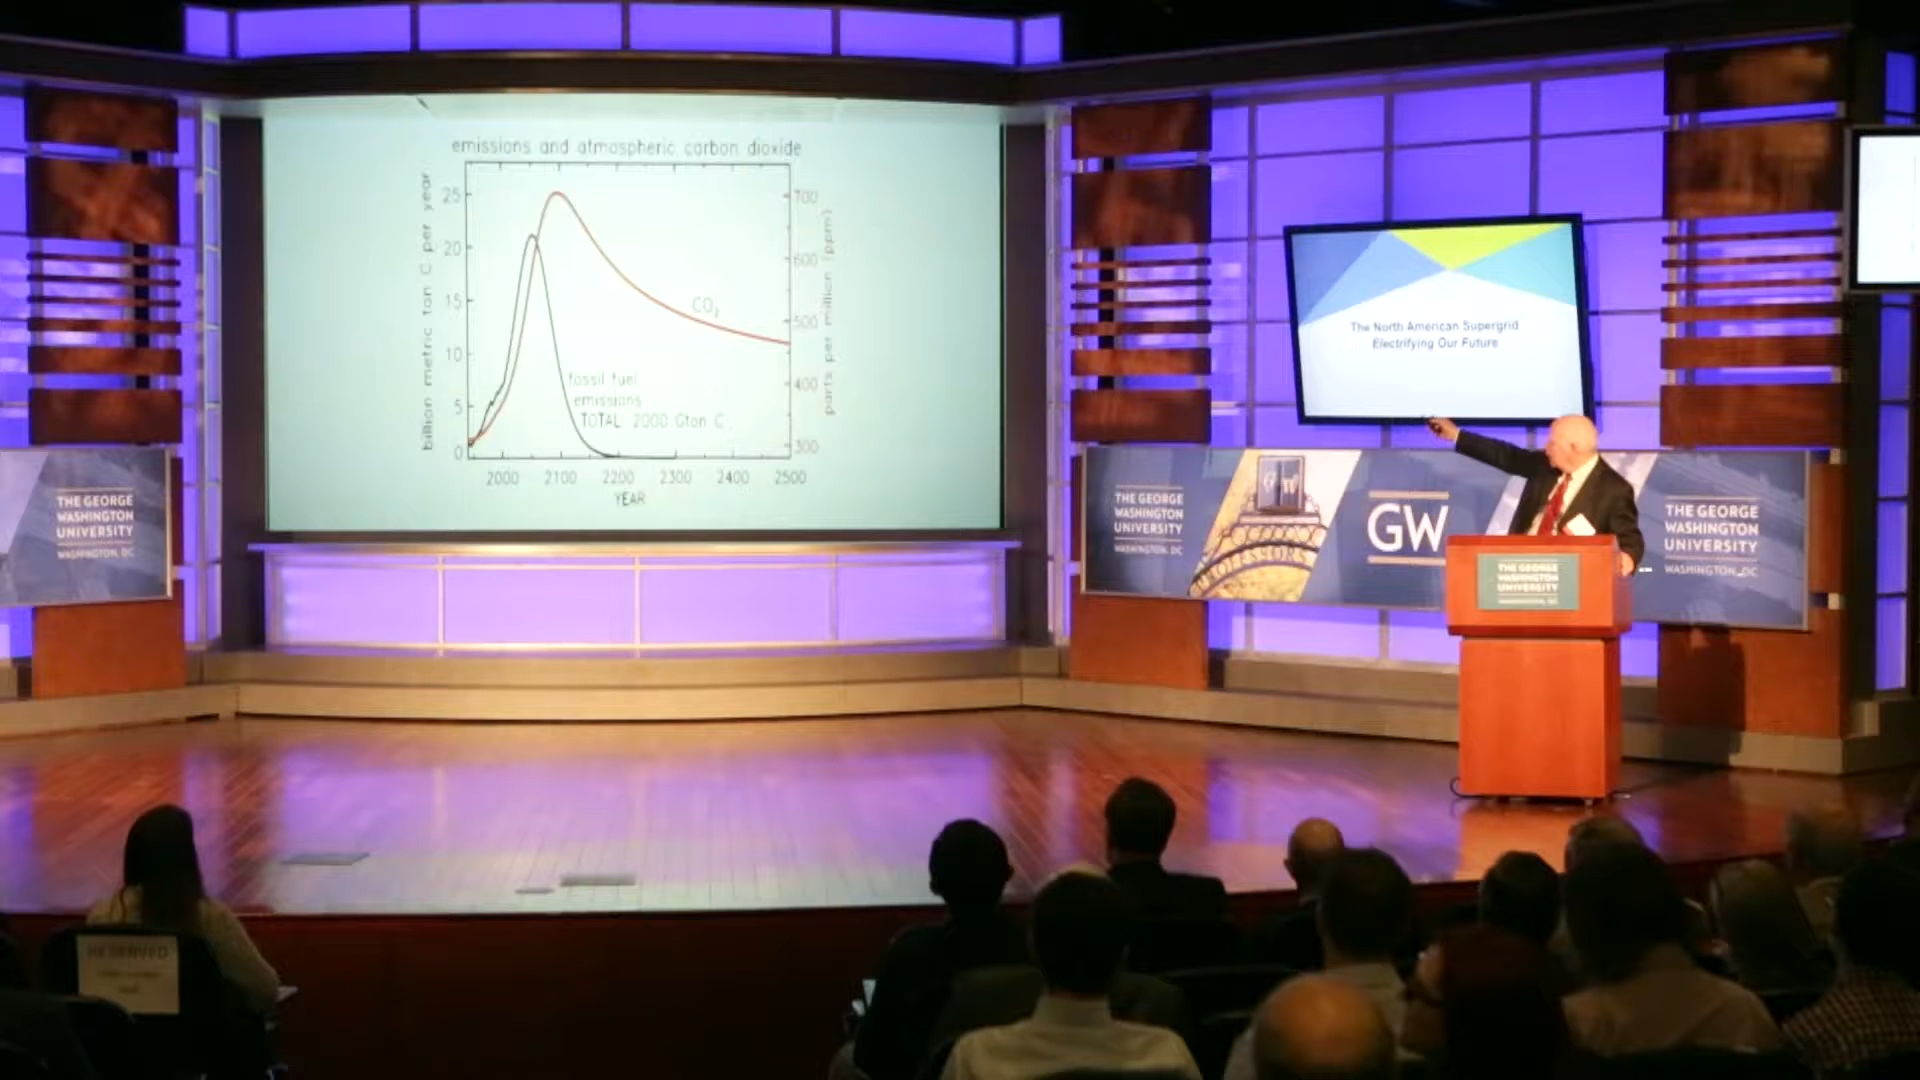 emissions and atmospheric carbon dioxide
billion metric ton C per year
25
20
15
10
5
0
700
600
500
400
300
parts per million (ppm)
CO2
fossil fuel
emissions
TOTAL: 2000 Gton C
2000 2100 2200 2300 2400 2500
YEAR
The North American Supergrid
Electrifying Our Future
THE GEORGE
WASHINGTON
UNIVERSITY
WASHINGTON, DC
THE GEORGE
WASHINGTON
UNIVERSITY
WASHINGTON, DC
GW
PROFESSORS
GW
THE GEORGE
WASHINGTON
UNIVERSITY
WASHINGTON, DC
THE GEORGE
WASHINGTON
UNIVERSITY
WASHINGTON, DC
RESERVED